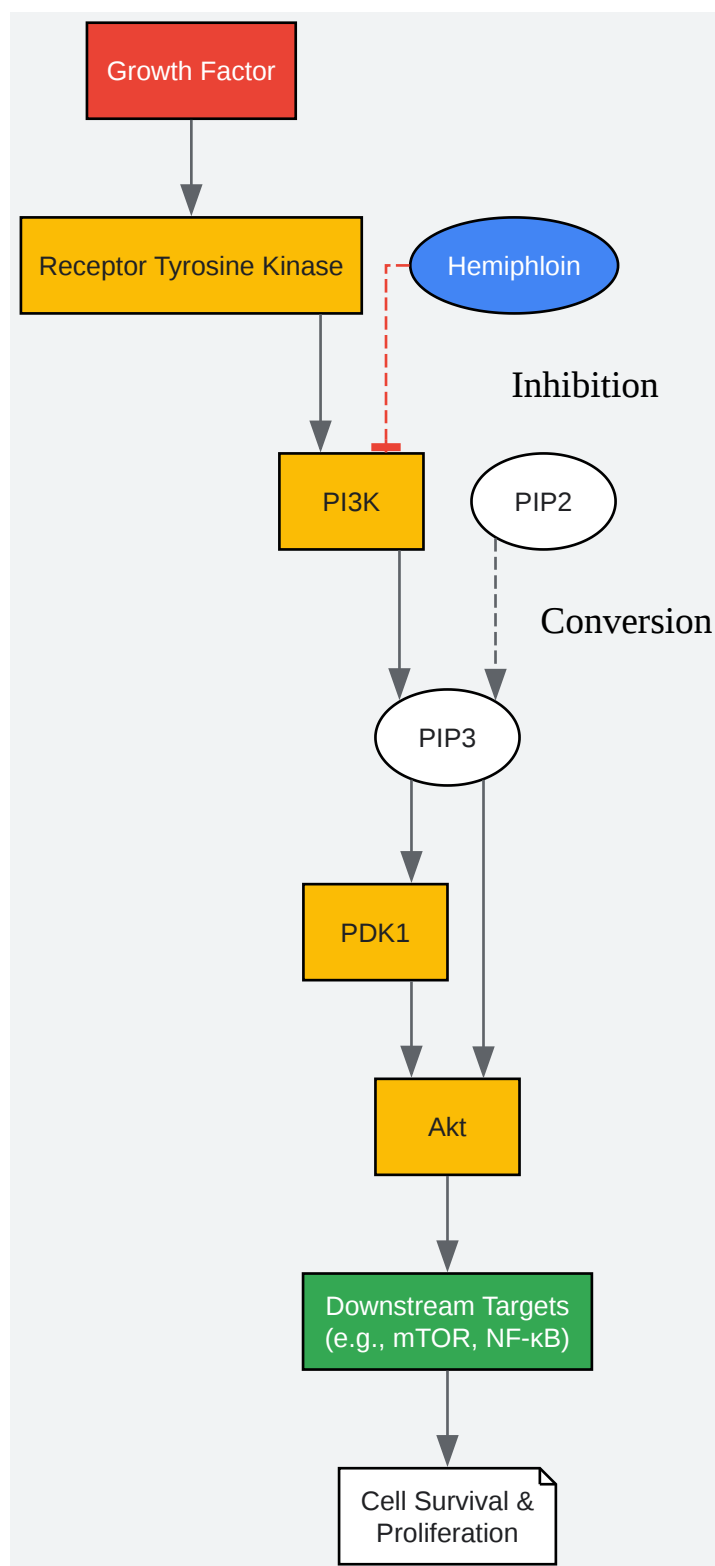 Growth Factor
Receptor Tyrosine Kinase
Hemiphloin
Inhibition
PI3K
PIP2
Conversion
PIP3
PDK1
Akt
Downstream Targets
(e.g., mTOR, NF-κB)
Cell Survival &
Proliferation